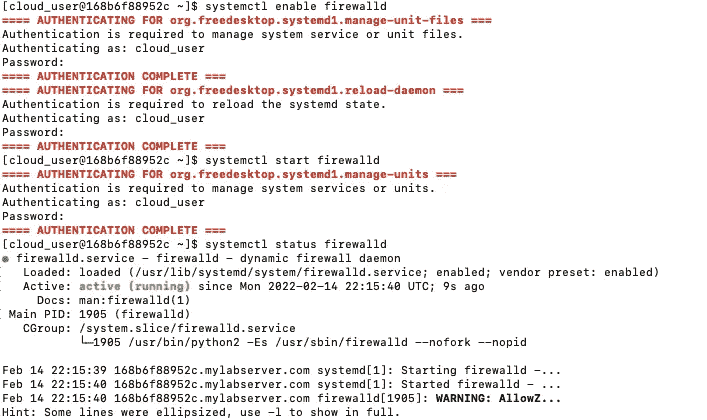 [cloud_user@168b6f88952c ~]$ systemctl enable firewalld
==== AUTHENTICATING FOR org.freedesktop.systemd1.manage-unit-files ===
Authentication is required to manage system service or unit files.
Authenticating as: cloud_user
Password:
==== AUTHENTICATION COMPLETE ===
==== AUTHENTICATING FOR org.freedesktop.systemd1.reload-daemon ===
Authentication is required to reload the systemd state.
Authenticating as: cloud_user
Password:
==== AUTHENTICATION COMPLETE ===
[cloud_user@168b6f88952c ~]$ systemctl start firewalld
==== AUTHENTICATING FOR org.freedesktop.systemd1.manage-units ===
Authentication is required to manage system services or units.
Authenticating as: cloud_user
Password:
==== AUTHENTICATION COMPLETE ===
[cloud_user@168b6f88952c ~]$ systemctl status firewalld
● firewalld.service - firewalld - dynamic firewall daemon
[   Loaded: loaded (/usr/lib/systemd/system/firewalld.service; enabled; vendor preset: enabled)
[   Active: active (running) since Mon 2022-02-14 22:15:40 UTC; 9s ago
     Docs: man:firewalld(1)
[ Main PID: 1905 (firewalld)
   CGroup: /system.slice/firewalld.service
           └─1905 /usr/bin/python2 -Es /usr/sbin/firewalld --nofork --nopid
Feb 14 22:15:39 168b6f88952c.mylabserver.com systemd[1]: Starting firewalld -...
Feb 14 22:15:40 168b6f88952c.mylabserver.com systemd[1]: Started firewalld - ...
Feb 14 22:15:40 168b6f88952c.mylabserver.com firewalld[1905]: WARNING: AllowZ...
Hint: Some lines were ellipsized, use -l to show in full.